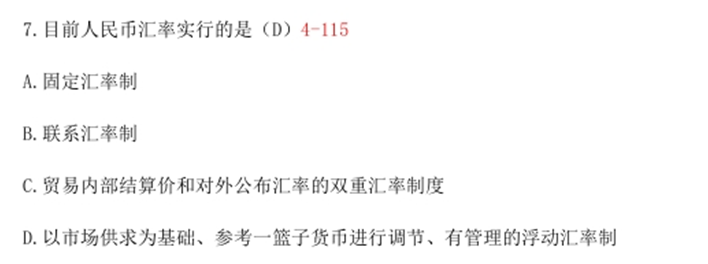 7.目前人民币汇率实行的是（D）4-115
A.固定汇率制
B.联系汇率制
C.贸易内部结算价和对外公布汇率的双重汇率制度
D.以市场供求为基础、参考一篮子货币进行调节、有管理的浮动汇率制